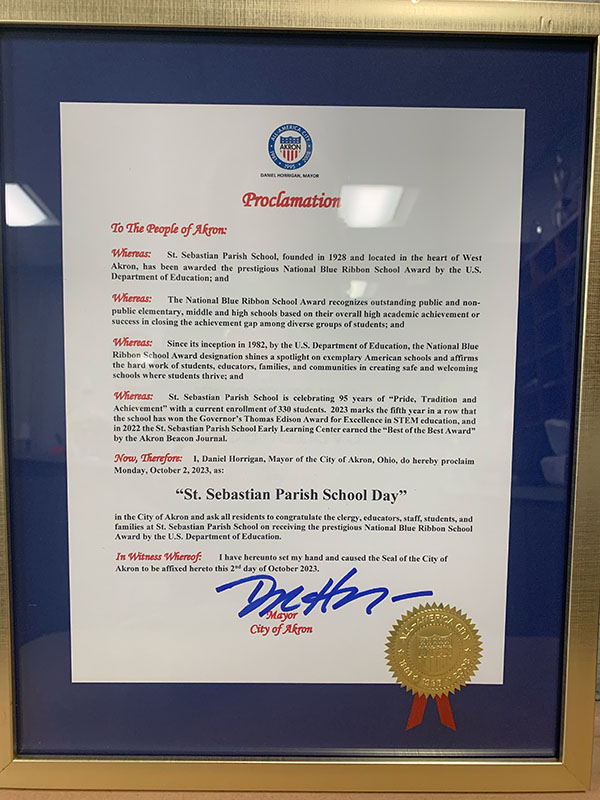 ALL-AMERICA CITY
AKRON
1981 • 1995 • 2008
DANIEL HORRIGAN, MAYOR
Proclamation
To The People of Akron:
Whereas: St. Sebastian Parish School, founded in 1928 and located in the heart of West
Akron, has been awarded the prestigious National Blue Ribbon School Award by the U.S.
Department of Education; and
Whereas: The National Blue Ribbon School Award recognizes outstanding public and non-
public elementary, middle and high schools based on their overall high academic achievement or
success in closing the achievement gap among diverse groups of students; and
Whereas: Since its inception in 1982, by the U.S. Department of Education, the National Blue
Ribbon School Award designation shines a spotlight on exemplary American schools and affirms
the hard work of students, educators, families, and communities in creating safe and welcoming
schools where students thrive; and
Whereas: St. Sebastian Parish School is celebrating 95 years of “Pride, Tradition and
Achievement” with a current enrollment of 330 students. 2023 marks the fifth year in a row that
the school has won the Governor’s Thomas Edison Award for Excellence in STEM education, and
in 2022 the St. Sebastian Parish School Early Learning Center earned the “Best of the Best Award”
by the Akron Beacon Journal.
Now, Therefore: I, Daniel Horrigan, Mayor of the City of Akron, Ohio, do hereby proclaim
Monday, October 2, 2023, as:
“St. Sebastian Parish School Day”
in the City of Akron and ask all residents to congratulate the clergy, educators, staff, students, and
families at St. Sebastian Parish School on receiving the prestigious National Blue Ribbon School
Award by the U.S. Department of Education.
In Witness Whereof: I have hereunto set my hand and caused the Seal of the City of
Akron to be affixed hereto this 2nd day of October 2023.
Mayor
City of Akron
ALL-AMERICA CITY
AKRON